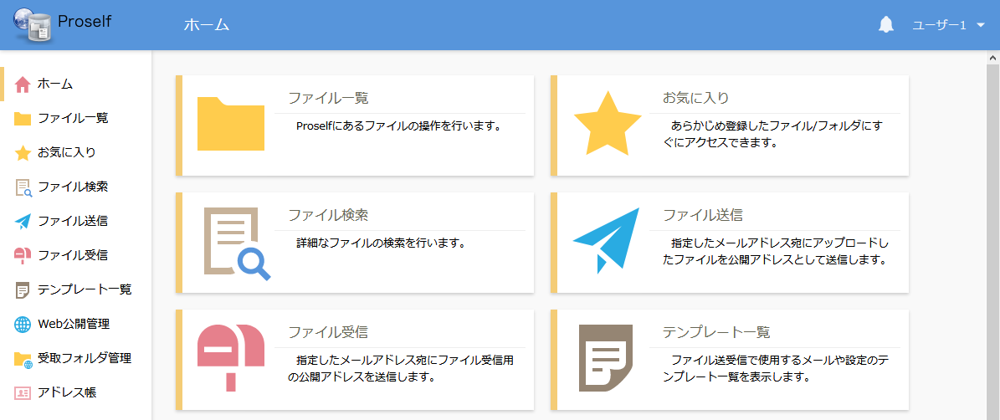 Proself
ホーム
ユーザー1
ホーム
ファイル一覧
お気に入り
ファイル検索
ファイル送信
ファイル受信
テンプレート一覧
Web公開管理
受取フォルダ管理
アドレス帳
ファイル一覧
Proselfにあるファイルの操作を行います。
お気に入り
あらかじめ登録したファイル/フォルダにす
ぐにアクセスできます。
ファイル検索
詳細なファイルの検索を行います。
ファイル送信
指定したメールアドレス宛にアップロードし
たファイルを公開アドレスとして送信します。
ファイル受信
指定したメールアドレス宛にファイル受信用
の公開アドレスを送信します。
テンプレート一覧
ファイル送受信で使用するメールや設定のテ
ンプレート一覧を表示します。